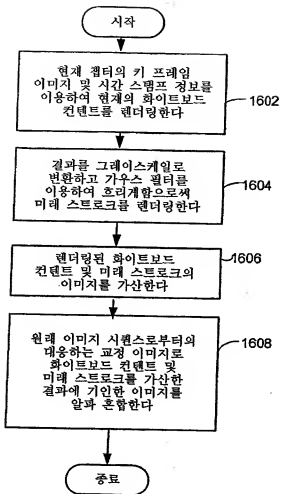 시작
현재 챕터의 키 프레임
이미지 및 시간 스탬프 정보를
이용하여 현재의 화이트보드
컨텐트를 렌더링한다
1602
결과를 그레이스케일로
변환하고 가우스 필터를
이용하여 흐리게함으로써
미래 스트로크를 렌더링한다
1604
렌더링된 화이트보드
컨텐트 및 미래 스트로크의
이미지를 가산한다
1606
원래 이미지 시퀀스로부터의
대응하는 교정 이미지로
화이트보드 컨텐트 및
미래 스트로크를 가산한
결과에 기인한 이미지를
알파 혼합한다
1608
종료